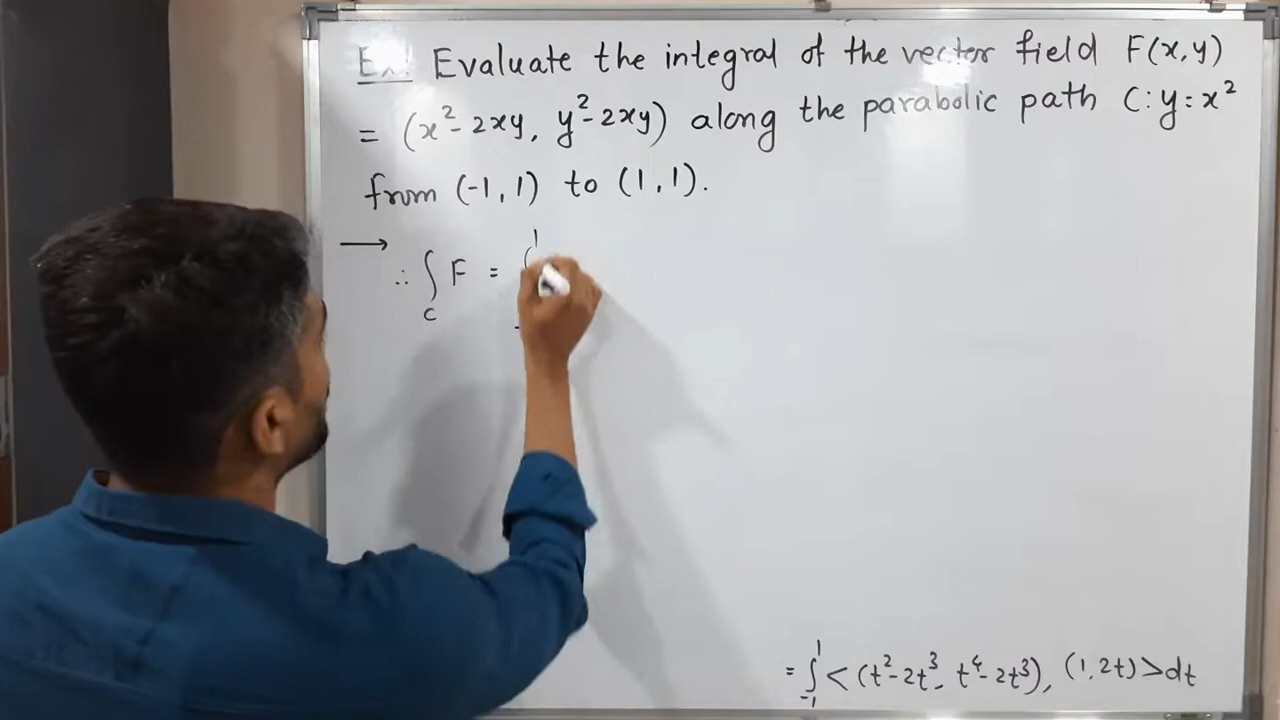 Ex: Evaluate the integral of the vector field F(x,y)
= (x²- 2xy, y²- 2xy) along the parabolic path C:y=x²
from (-1,1) to (1,1).
⟶ ∴ ∫_C F = ∫^1
= ∫_{-1}^{1} <(t²-2t³- t⁴-2t³), (1,2t)>dt